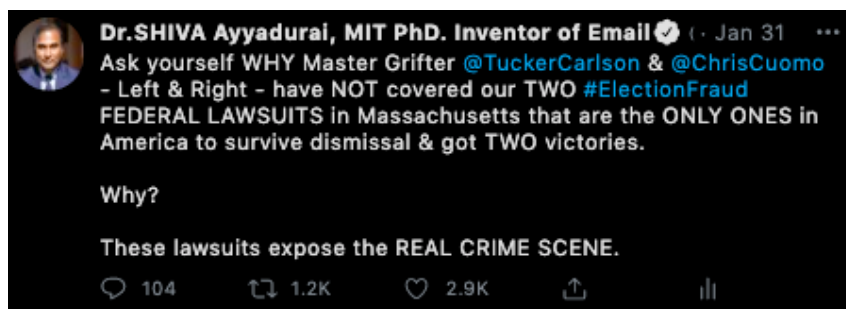 Dr.SHIVA Ayyadurai, MIT PhD. Inventor of Email ( · Jan 31 ...
Ask yourself WHY Master Grifter @TuckerCarlson & @ChrisCuomo
- Left & Right - have NOT covered our TWO #ElectionFraud
FEDERAL LAWSUITS in Massachusetts that are the ONLY ONES in
America to survive dismissal & got TWO victories.
Why?
These lawsuits expose the REAL CRIME SCENE.
104 1.2K 2.9K